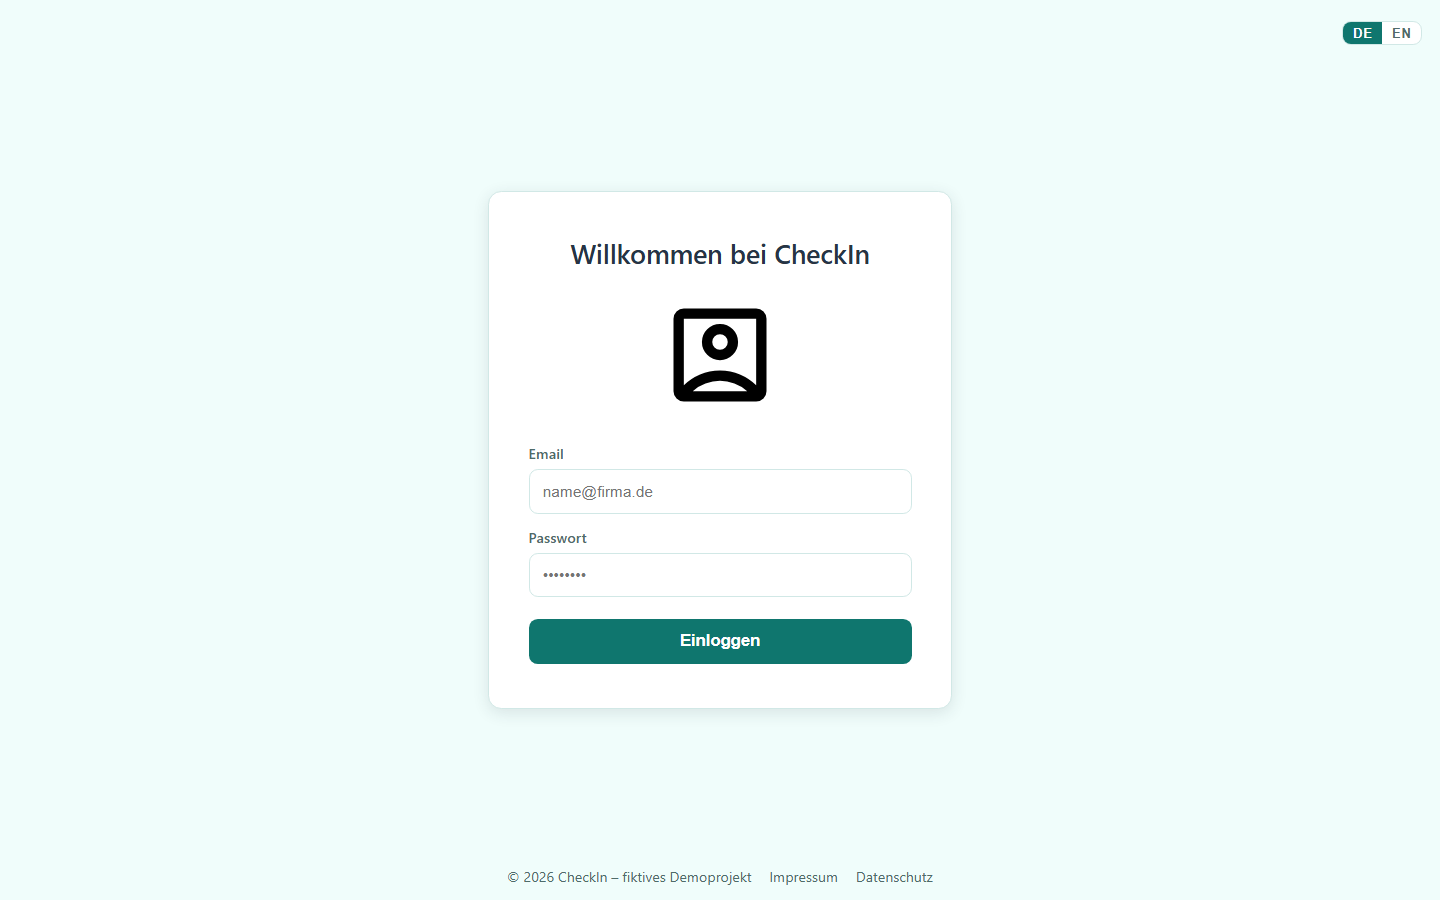 DE EN
Willkommen bei CheckIn
Email
name@firma.de
Passwort
••••••••
Einloggen
© 2026 CheckIn – fiktives Demoprojekt Impressum Datenschutz